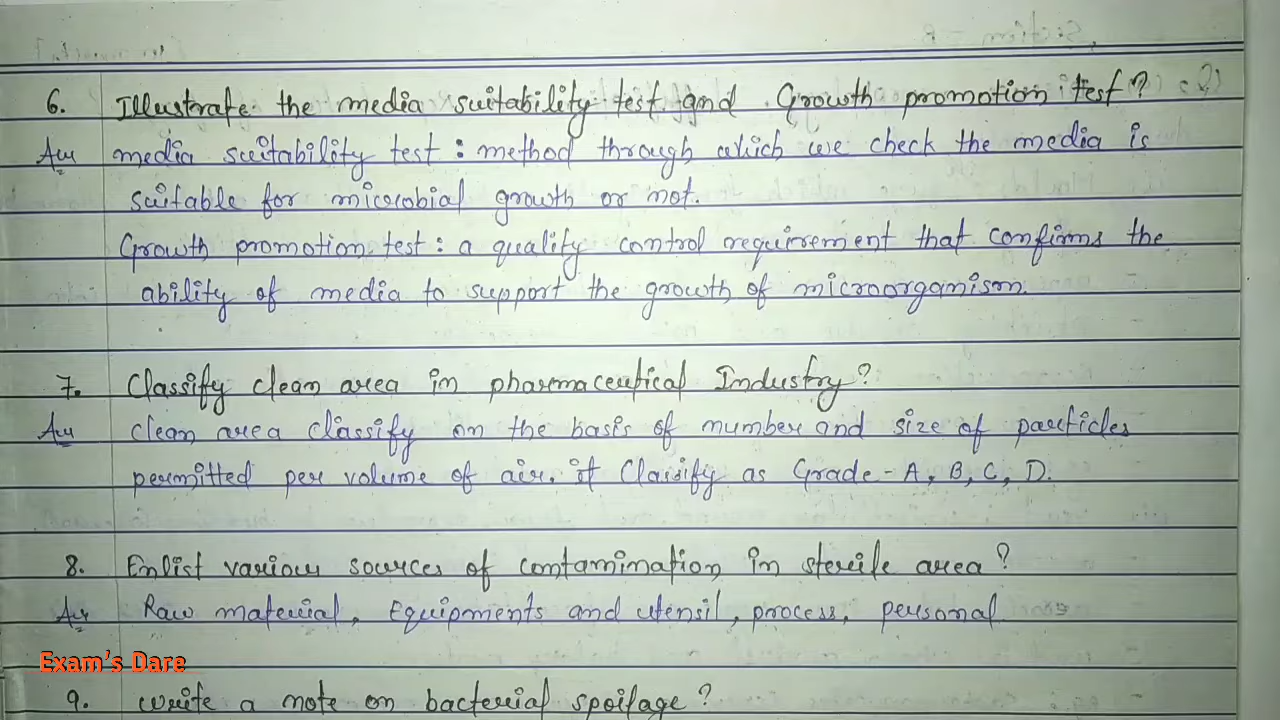 6. Illustrate the media suitability test and Growth promotion test?
Ans media suitability test : method through which we check the media is
suitable for microbial growth or not.
Growth promotion test : a quality control requirement that confirms the
ability of media to support the growth of microorganism.
7. Classify clean area in pharmaceutical Industry?
Ans clean area classify on the basis of number and size of particles
permitted per volume of air. it Classify as Grade - A, B, C, D.
8. Enlist various sources of contamination in sterile area?
Ans Raw material, Equipments and utensil, process, personal
Exam's Dare
9. write a note on bacterial spoilage?